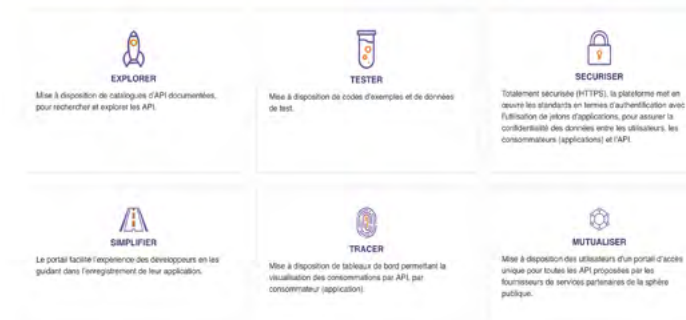 EXPLORER
Mise à disposition de catalogues d'API documentées,
pour rechercher et explorer les API.
TESTER
Mise à disposition de codes d'exemples et de données
de test.
SECURISER
Totalement sécurisée (HTTPS), la plateforme met en
œuvre les standards en termes d'authentification avec
l'utilisation de jetons d'applications, pour assurer la
confidentialité des données entre les utilisateurs, les
consommateurs (applications) et l'API.
SIMPLIFIER
Le portail facilite l'expérience des développeurs en les
guidant dans l'enregistrement de leur application.
TRACER
Mise à disposition de tableaux de bord permettant la
visualisation des consommations par API, par
consommateur (application).
MUTUALISER
Mise à disposition des utilisateurs d'un portail d'accès
unique pour toutes les API proposées par les
fournisseurs de services partenaires de la sphère
publique.